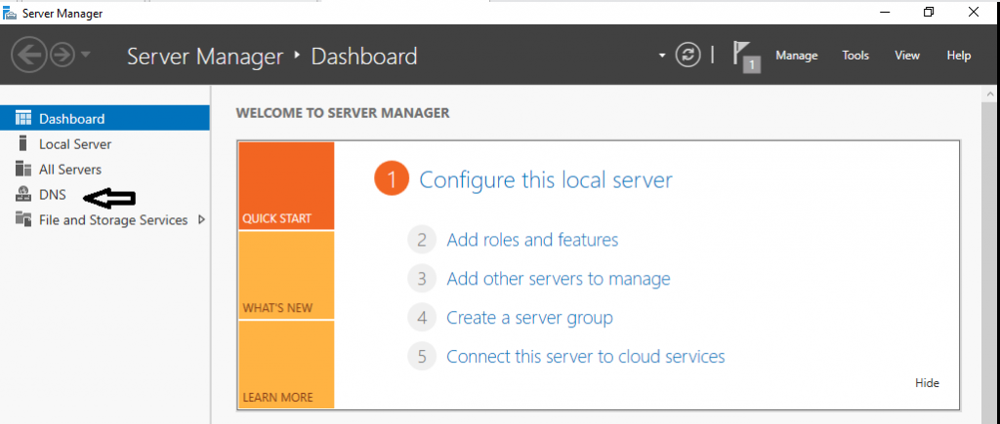 Server Manager
Server Manager ‣ Dashboard
1
Manage Tools View Help
Dashboard
Local Server
All Servers
DNS
File and Storage Services
WELCOME TO SERVER MANAGER
QUICK START
WHAT'S NEW
LEARN MORE
1 Configure this local server
2 Add roles and features
3 Add other servers to manage
4 Create a server group
5 Connect this server to cloud services
Hide